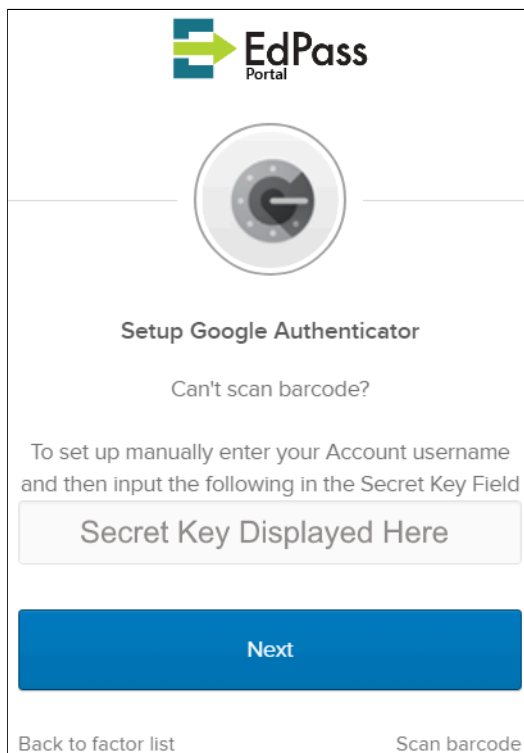 EdPass
Portal
Setup Google Authenticator
Can't scan barcode?
To set up manually enter your Account username
and then input the following in the Secret Key Field
Secret Key Displayed Here
Next
Back to factor list
Scan barcode